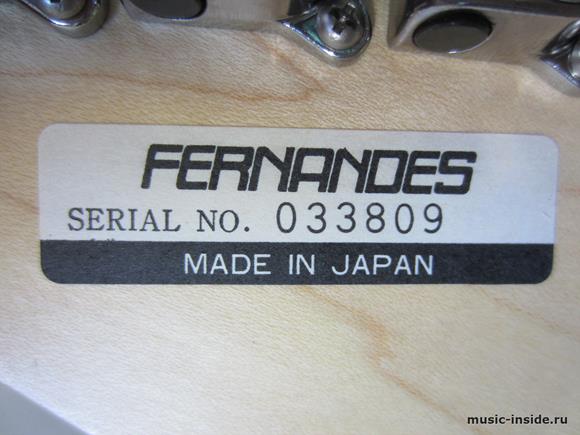 FERNANDES
SERIAL NO. 033809
MADE IN JAPAN
music-inside.ru